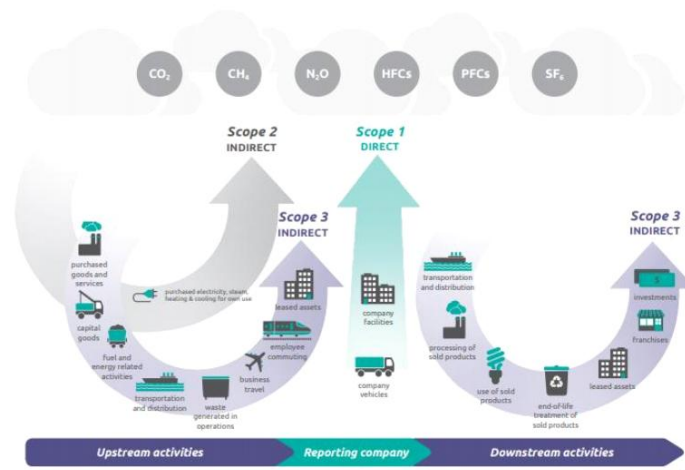 CO₂
CH₄
N₂O
HFCs
PFCs
SF₆
Scope 2
INDIRECT
Scope 1
DIRECT
Scope 3
INDIRECT
Scope 3
INDIRECT
purchased
goods and
services
capital
goods
fuel and
energy related
activities
transportation
and distribution
waste
generated in
operations
business
travel
employee
commuting
leased assets
purchased electricity, steam,
heating & cooling for own use
company
facilities
company
vehicles
transportation
and distribution
processing of
sold products
use of sold
products
end-of-life
treatment of
sold products
leased assets
franchises
investments
$
Upstream activities
Reporting company
Downstream activities